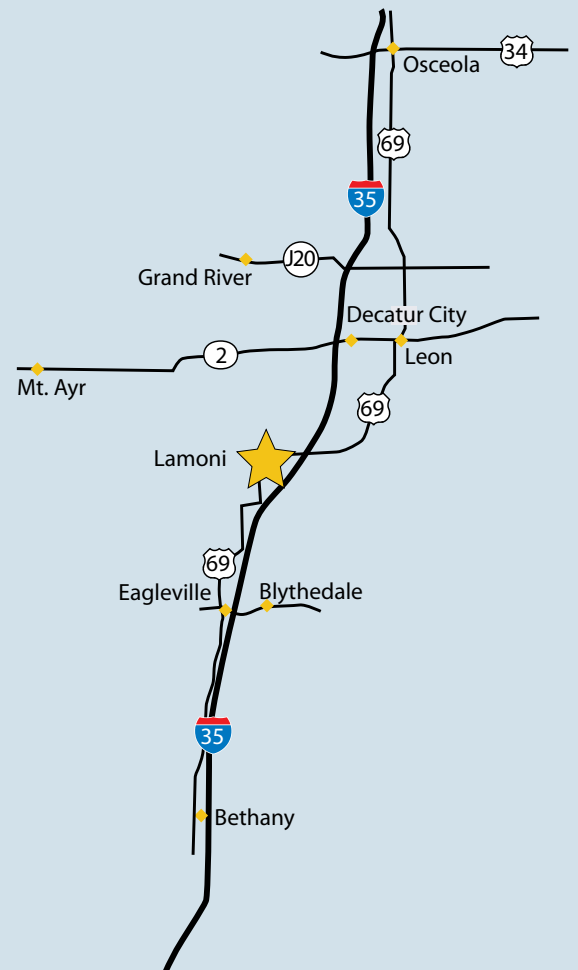 34
Osceola
69
35
J20
Grand River
Decatur City
2
Leon
Mt. Ayr
69
Lamoni
69
Eagleville
Blythedale
35
Bethany